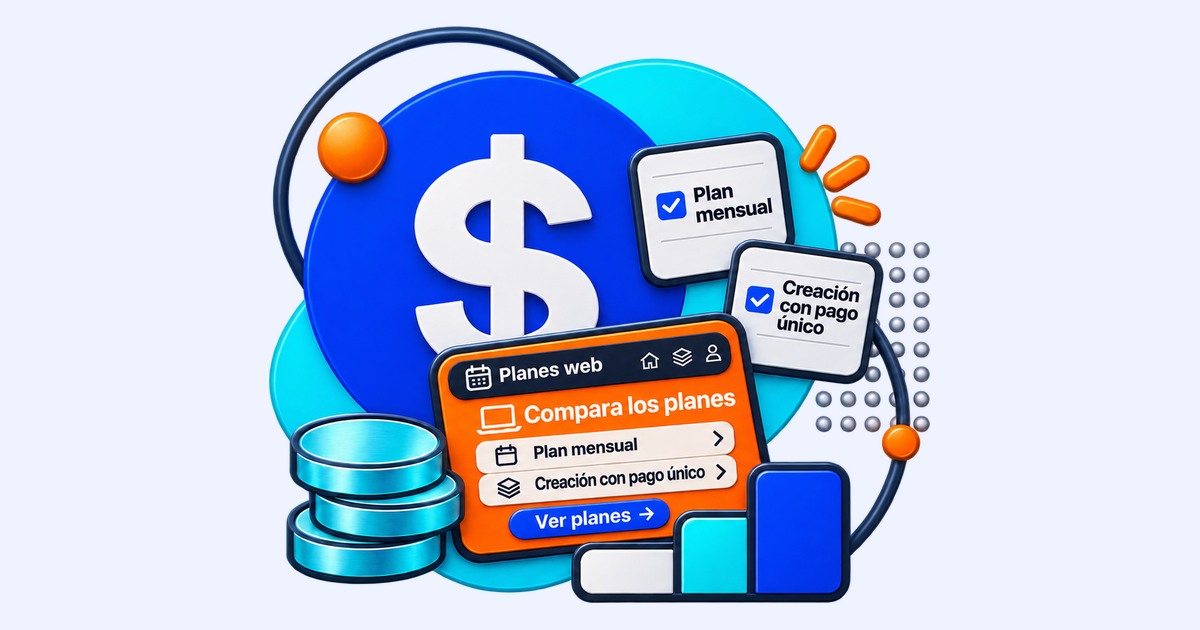 $
Plan
mensual
Creación
con pago
único
Planes web
Compara los planes
Plan mensual
Creación con pago único
Ver planes